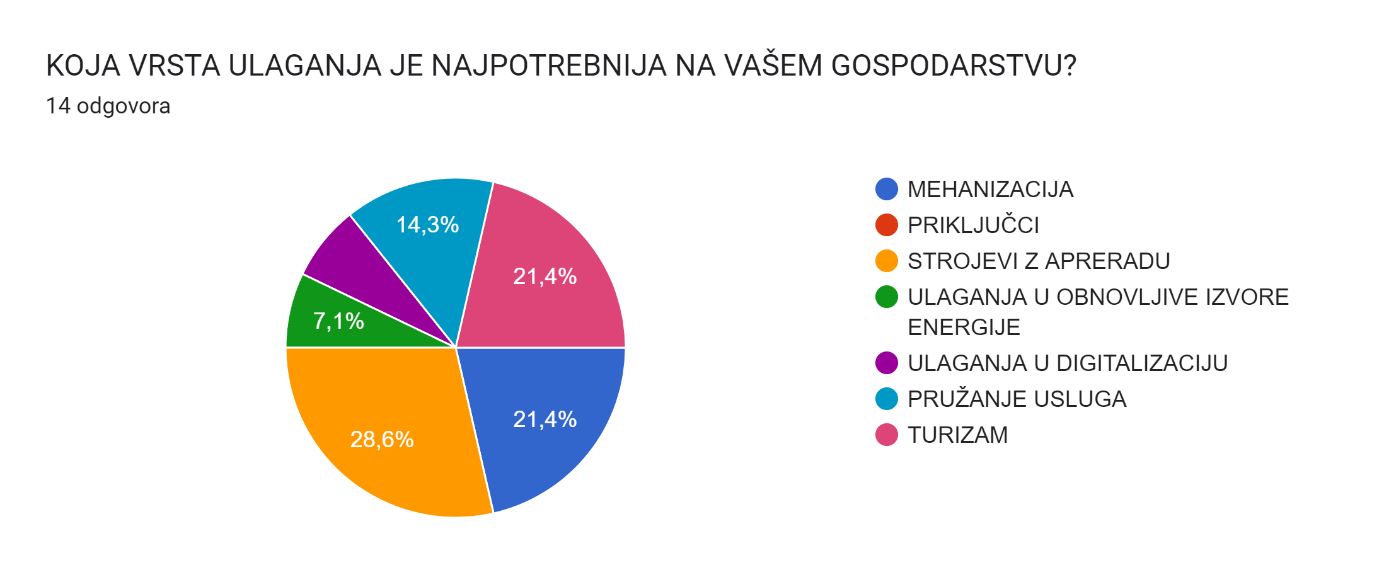 KOJA VRSTA ULAGANJA JE NAJPOTREBNIJA NA VAŠEM GOSPODARSTVU?
14 odgovora
MEHANIZACIJA
PRIKLJUČCI
STROJEVI Z APRERADU
ULAGANJA U OBNOVLJIVE IZVORE
ENERGIJE
ULAGANJA U DIGITALIZACIJU
PRUŽANJE USLUGA
TURIZAM
14,3%
21,4%
7,1%
21,4%
28,6%